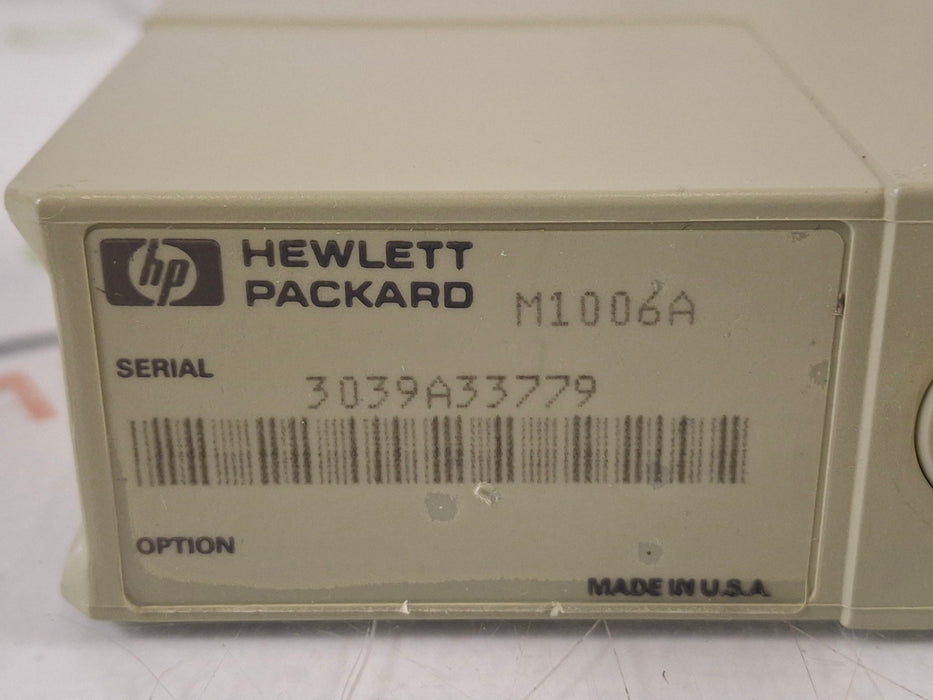 hp HEWLETT
PACKARD M1006A
SERIAL
3039A33779
OPTION
MADE IN U.S.A.